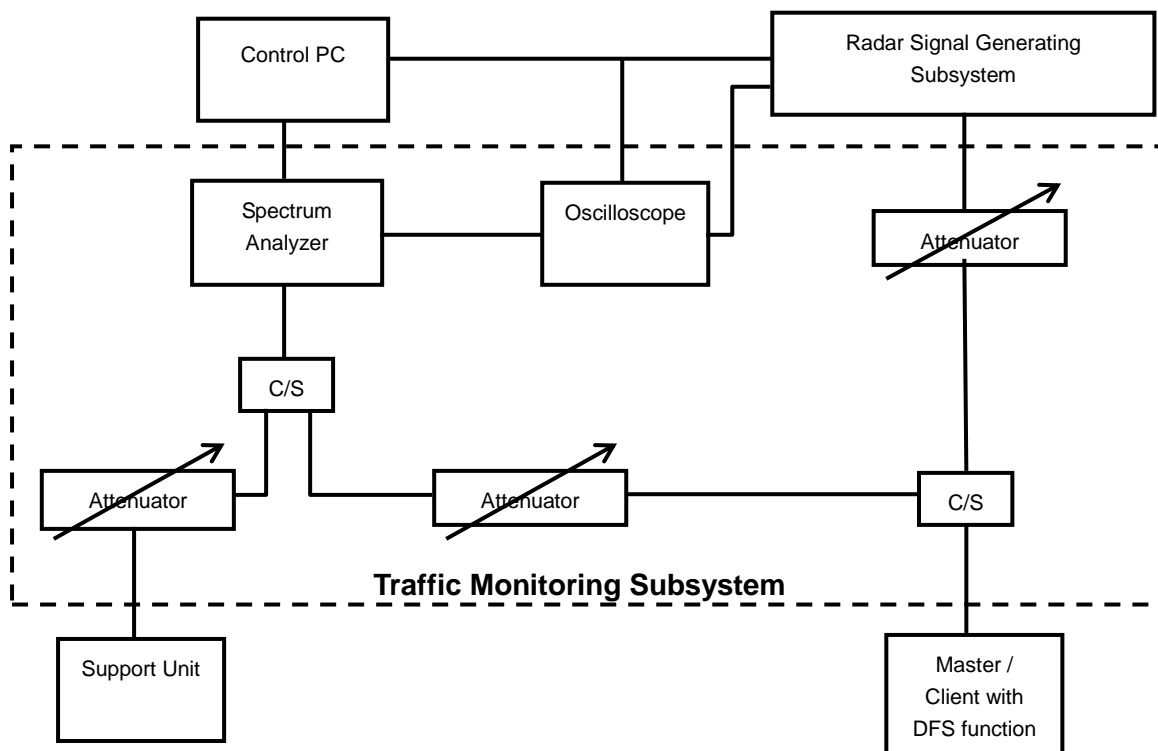 Control PC
Radar Signal Generating
Subsystem
Spectrum
Analyzer
Oscilloscope
Attenuator
C/S
Attenuator
Attenuator
C/S
Traffic Monitoring Subsystem
Support Unit
Master /
Client with
DFS function